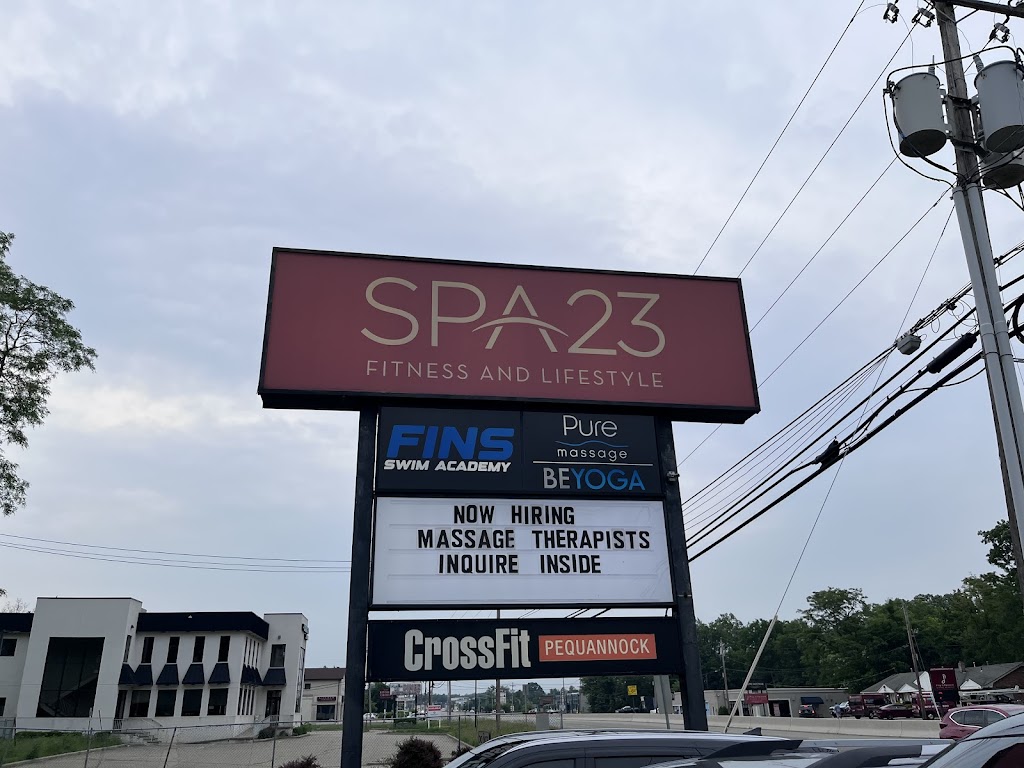 SPA23
FITNESS AND LIFESTYLE
FINS
SWIM ACADEMY
Pure
massage
BEYOGA
NOW HIRING
MASSAGE THERAPISTS
INQUIRE INSIDE
CROSSFIT
PEQUANNOCK